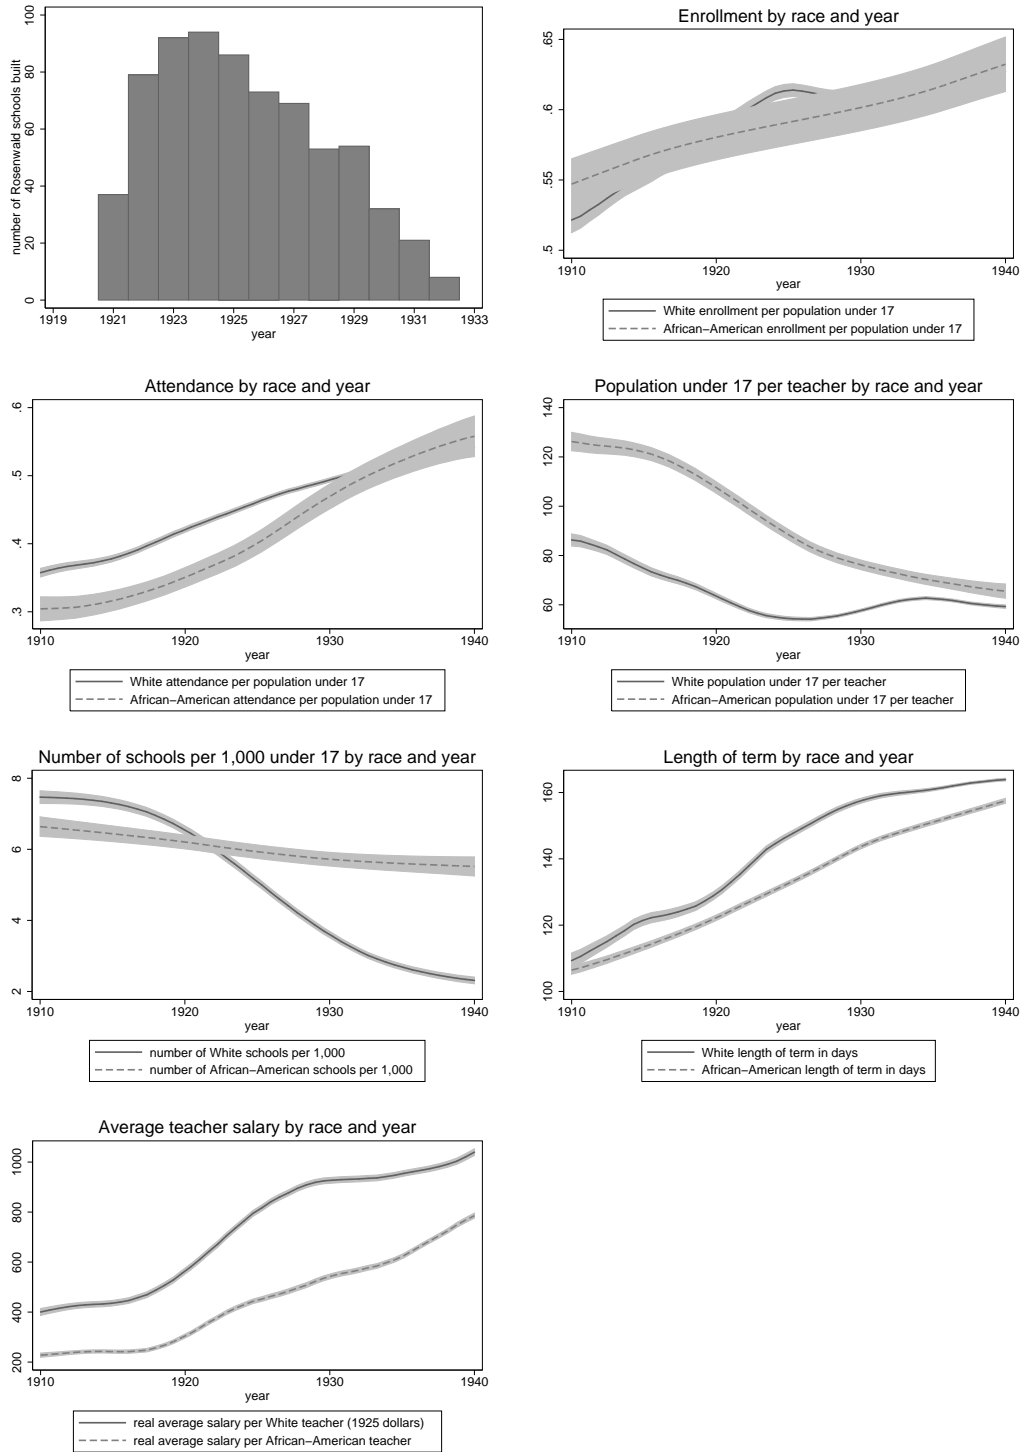 number of Rosenwald schools built
0 20 40 60 80 100
1919 1921 1923 1925 1927 1929 1931 1933
year
Enrollment by race and year
.5 .55 .6 .65
1910 1920 1930 1940
year
White enrollment per population under 17
African−American enrollment per population under 17
Attendance by race and year
.3 .4 .5 .6
1910 1920 1930 1940
year
White attendance per population under 17
African−American attendance per population under 17
Population under 17 per teacher by race and year
60 80 100 120 140
1910 1920 1930 1940
year
White population under 17 per teacher
African−American population under 17 per teacher
Number of schools per 1,000 under 17 by race and year
2 4 6 8
1910 1920 1930 1940
year
number of White schools per 1,000
number of African−American schools per 1,000
Length of term by race and year
100 120 140 160
1910 1920 1930 1940
year
White length of term in days
African−American length of term in days
Average teacher salary by race and year
200 400 600 800 1000
1910 1920 1930 1940
year
real average salary per White teacher (1925 dollars)
real average salary per African−American teacher